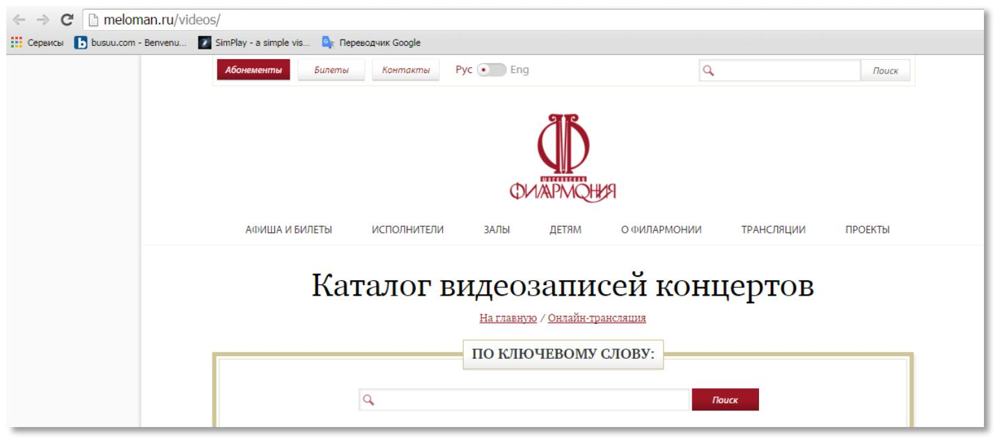 meloman.ru/videos/
Сервисы busuu.com - Benvenu... SimPlay - a simple vis... Переводчик Google
Абонементы Билеты Контакты Рус Eng Поиск
МОСКОВСКАЯ
ФИЛАРМОНИЯ
АФИША И БИЛЕТЫ ИСПОЛНИТЕЛИ ЗАЛЫ ДЕТЯМ О ФИЛАРМОНИИ ТРАНСЛЯЦИИ ПРОЕКТЫ
Каталог видеозаписей концертов
На главную / Онлайн-трансляция
ПО КЛЮЧЕВОМУ СЛОВУ:
Поиск